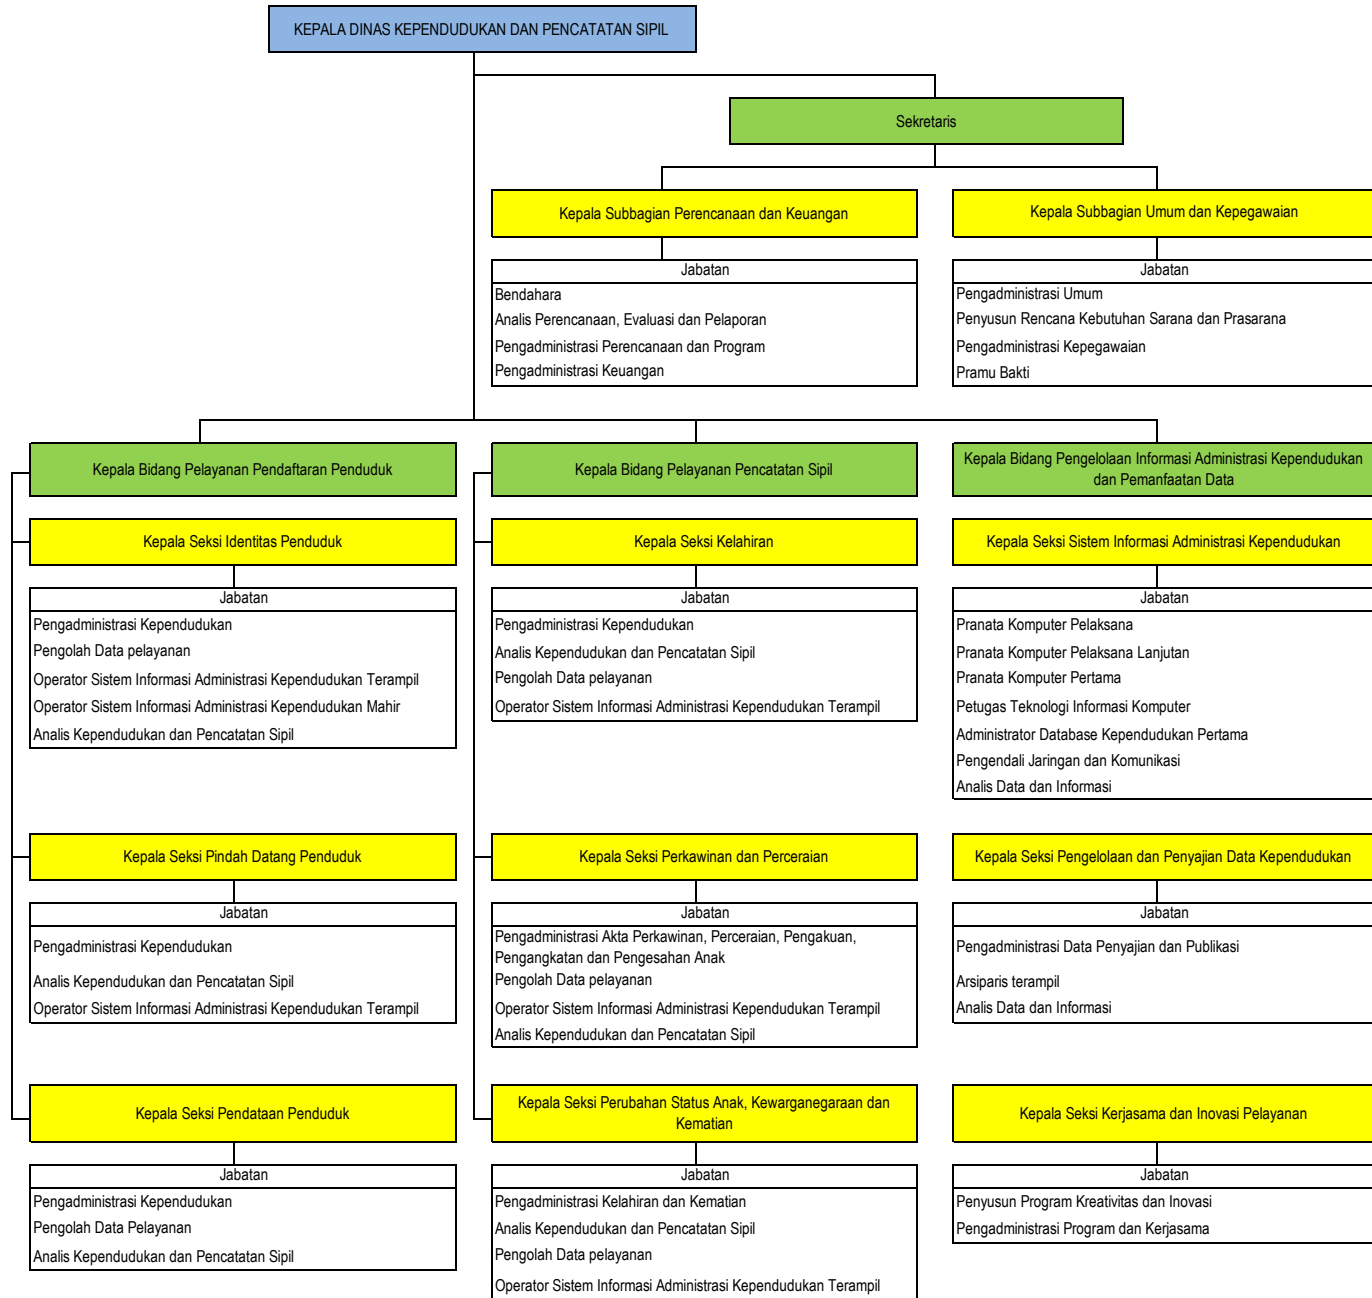 KEPALA DINAS KEPENDUDUKAN DAN PENCATATAN SIPIL
Sekretaris
Kepala Subbagian Perencanaan dan Keuangan
Jabatan
Bendahara
Analis Perencanaan, Evaluasi dan Pelaporan
Pengadministrasi Perencanaan dan Program
Pengadministrasi Keuangan
Kepala Subbagian Umum dan Kepegawaian
Jabatan
Pengadministrasi Umum
Penyusun Rencana Kebutuhan Sarana dan Prasarana
Pengadministrasi Kepegawaian
Pramu Bakti
Kepala Bidang Pelayanan Pendaftaran Penduduk
Kepala Seksi Identitas Penduduk
Jabatan
Pengadministrasi Kependudukan
Pengolah Data pelayanan
Operator Sistem Informasi Administrasi Kependudukan Terampil
Operator Sistem Informasi Administrasi Kependudukan Mahir
Analis Kependudukan dan Pencatatan Sipil
Kepala Seksi Pindah Datang Penduduk
Jabatan
Pengadministrasi Kependudukan
Analis Kependudukan dan Pencatatan Sipil
Operator Sistem Informasi Administrasi Kependudukan Terampil
Kepala Seksi Pendataan Penduduk
Jabatan
Pengadministrasi Kependudukan
Pengolah Data Pelayanan
Analis Kependudukan dan Pencatatan Sipil
Kepala Bidang Pelayanan Pencatatan Sipil
Kepala Seksi Kelahiran
Jabatan
Pengadministrasi Kependudukan
Analis Kependudukan dan Pencatatan Sipil
Pengolah Data pelayanan
Operator Sistem Informasi Administrasi Kependudukan Terampil
Kepala Seksi Perkawinan dan Perceraian
Jabatan
Pengadministrasi Akta Perkawinan, Perceraian, Pengakuan,
Pengangkatan dan Pengesahan Anak
Pengolah Data pelayanan
Operator Sistem Informasi Administrasi Kependudukan Terampil
Analis Kependudukan dan Pencatatan Sipil
Kepala Seksi Perubahan Status Anak, Kewarganegaraan dan
Kematian
Jabatan
Pengadministrasi Kelahiran dan Kematian
Analis Kependudukan dan Pencatatan Sipil
Pengolah Data pelayanan
Operator Sistem Informasi Administrasi Kependudukan Terampil
Kepala Bidang Pengelolaan Informasi Administrasi Kependudukan
dan Pemanfaatan Data
Kepala Seksi Sistem Informasi Administrasi Kependudukan
Jabatan
Pranata Komputer Pelaksana
Pranata Komputer Pelaksana Lanjutan
Pranata Komputer Pertama
Petugas Teknologi Informasi Komputer
Administrator Database Kependudukan Pertama
Pengendali Jaringan dan Komunikasi
Analis Data dan Informasi
Kepala Seksi Pengelolaan dan Penyajian Data Kependudukan
Jabatan
Pengadministrasi Data Penyajian dan Publikasi
Arsiparis terampil
Analis Data dan Informasi
Kepala Seksi Kerjasama dan Inovasi Pelayanan
Jabatan
Penyusun Program Kreativitas dan Inovasi
Pengadministrasi Program dan Kerjasama